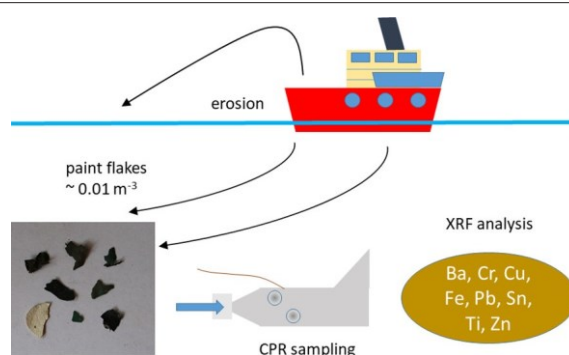 erosion
paint flakes
~ 0.01 m⁻³
XRF analysis
Ba, Cr, Cu,
Fe, Pb, Sn,
Ti, Zn
CPR sampling